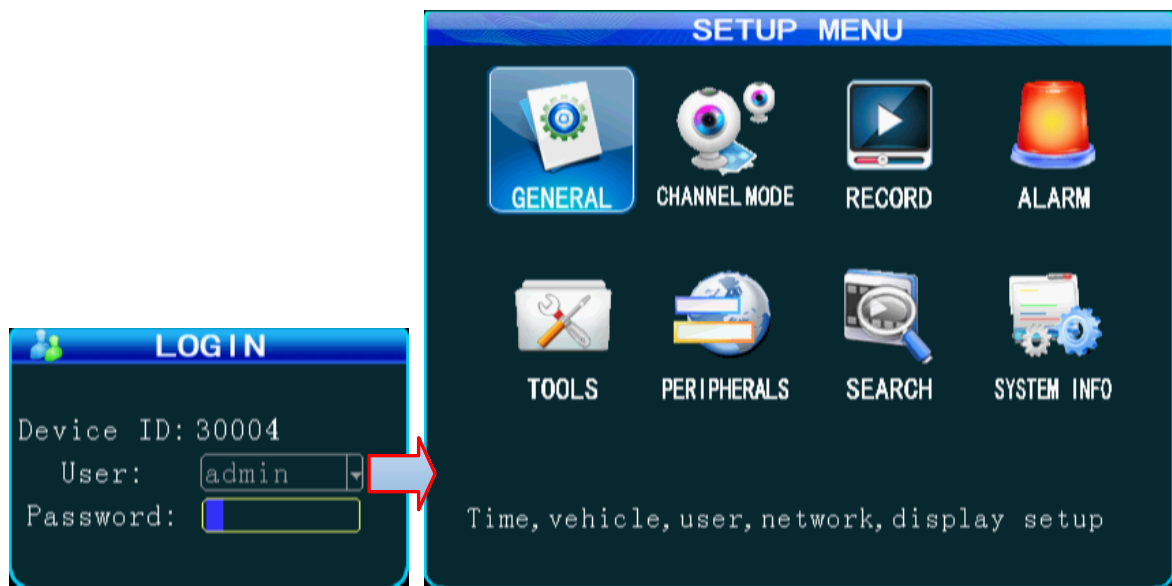 LOGIN
Device ID: 30004
User: admin
Password:
SETUP MENU
GENERAL CHANNEL MODE RECORD ALARM
TOOLS PERIPHERALS SEARCH SYSTEM INFO
Time, vehicle, user, network, display setup